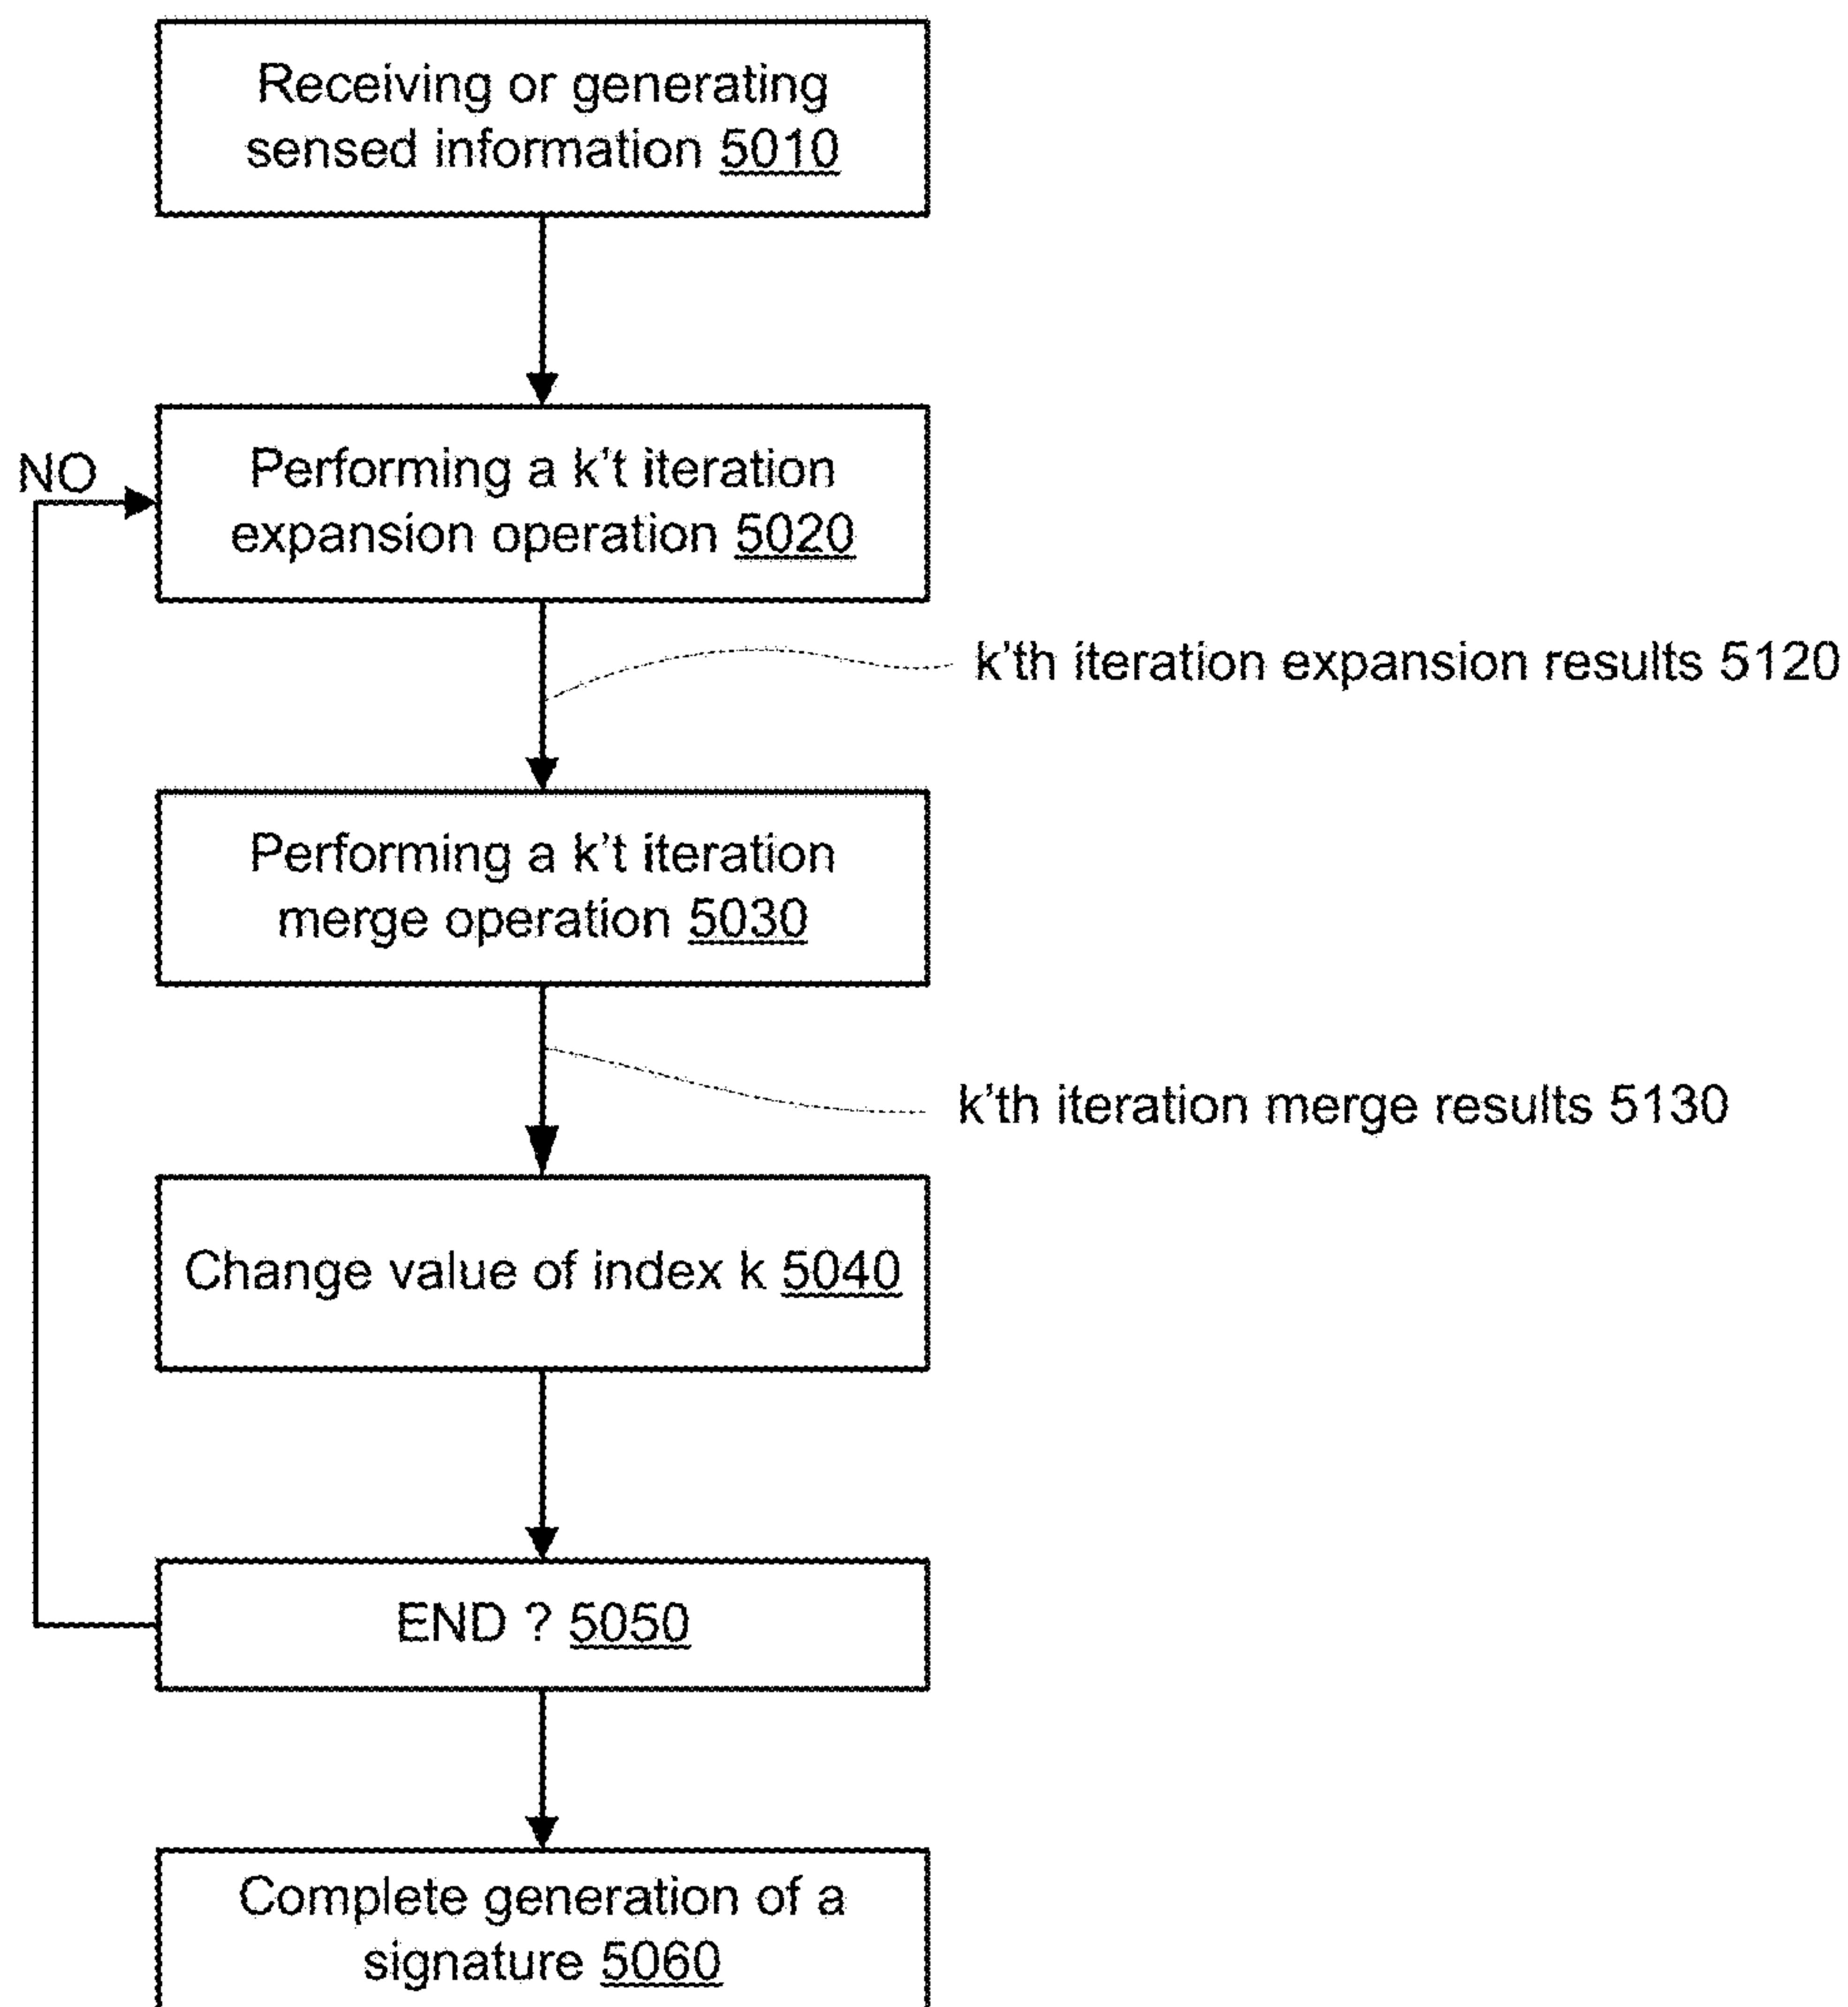 Receiving or generating
sensed information 5010
NO
Performing a k't iteration
expansion operation 5020
k'th iteration expansion results 5120
Performing a k't iteration
merge operation 5030
k'th iteration merge results 5130
Change value of index k 5040
END ? 5050
Complete generation of a
signature 5060